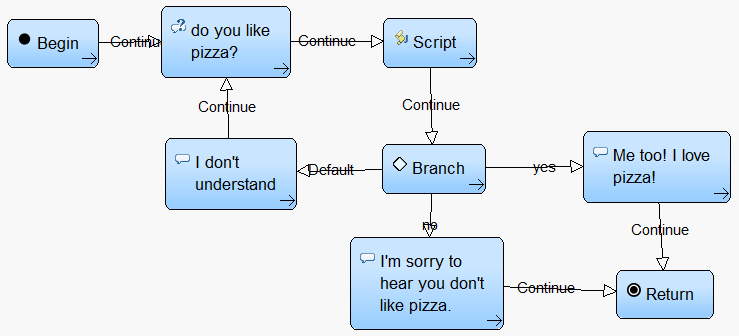 Begin
Continue
do you like
pizza?
Continue
Script
Continue
Continue
I don't
understand
Default
Branch
yes
Me too! I love
pizza!
no
Continue
I'm sorry to
hear you don't
like pizza.
Continue
Return